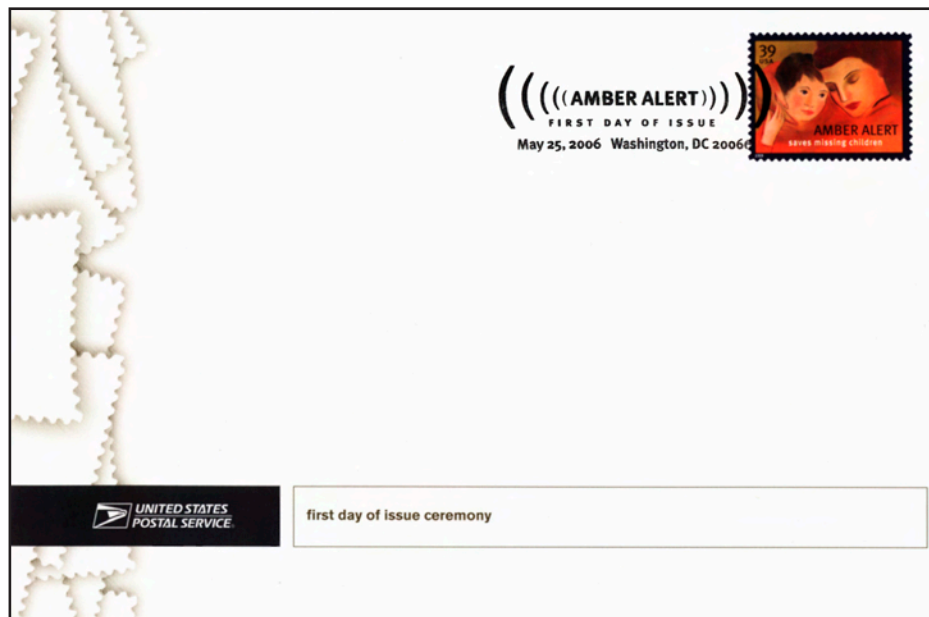 (((((AMBER ALERT)))))
FIRST DAY OF ISSUE
May 25, 2006 Washington, DC 20066
39
USA
AMBER ALERT
saves missing children
UNITED STATES
POSTAL SERVICE
first day of issue ceremony